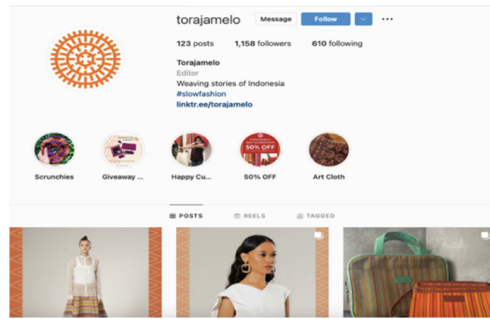 torajamelo Message Follow
123 posts 1,158 followers 610 following
Torajamelo
Editor
Weaving stories of Indonesia
#slowfashion
linktr.ee/torajamelo
50% OFF
Scrunchies Giveaway ... Happy Cu... 50% OFF Art Cloth
POSTS REELS TAGGED